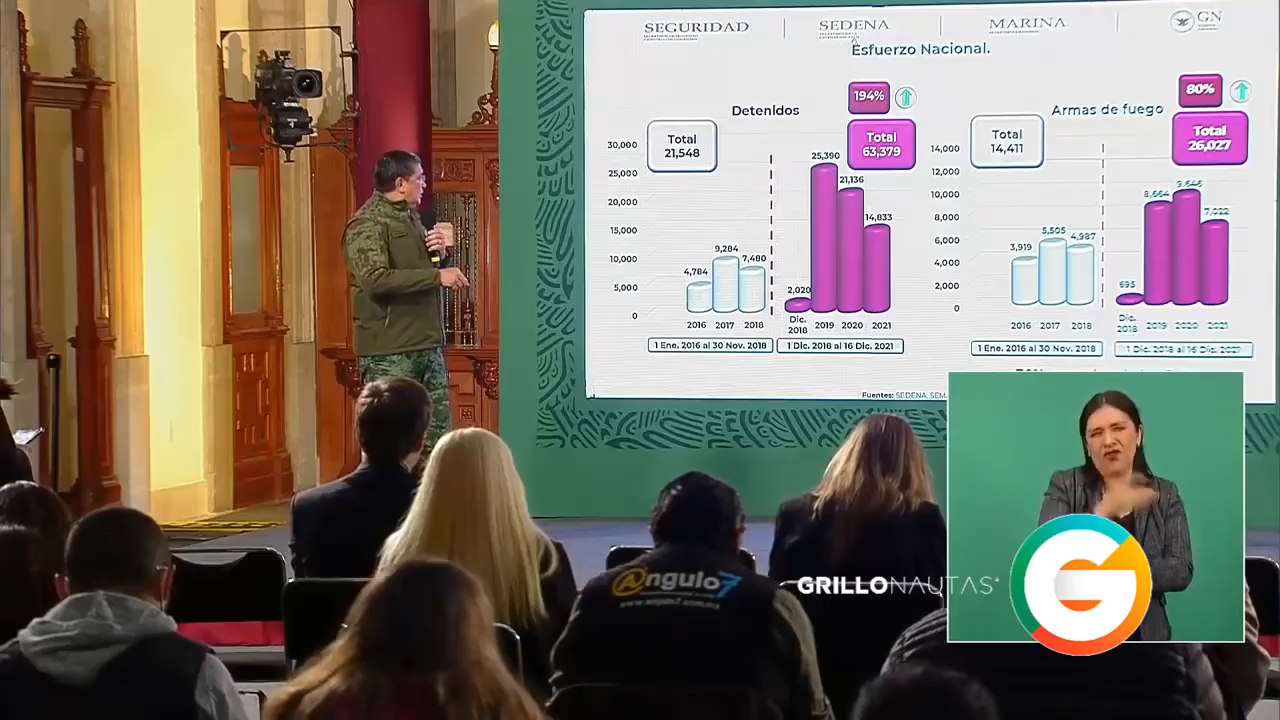 SEGURIDAD
SEDENA
MARINA
GN
Esfuerzo Nacional.
Detenidos
194%
Total
21,548
Total
63,379
30,000
25,000
20,000
15,000
10,000
5,000
0
4,784
9,284
7,480
2,020
25,390
21,136
14,833
2016
2017
2018
Dic.
2018
2019
2020
2021
1 Ene. 2016 al 30 Nov. 2018
1 Dic. 2018 al 16 Dic. 2021
Armas de fuego
80%
Total
14,411
Total
26,027
14,000
12,000
10,000
8,000
6,000
4,000
2,000
0
3,919
5,505
4,987
695
8,664
9,646
7,022
2016
2017
2018
Dic.
2018
2019
2020
2021
1 Ene. 2016 al 30 Nov. 2018
1 Dic. 2018 al 16 Dic. 2021
Fuentes: SEDENA, SEM
@ngulo7
www.angulo7.com.mx
GRILLONAUTAS
G